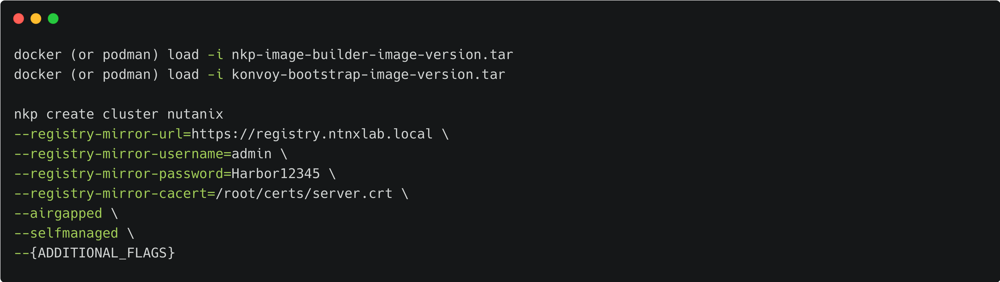 docker (or podman) load -i nkp-image-builder-image-version.tar
docker (or podman) load -i konvoy-bootstrap-image-version.tar
nkp create cluster nutanix
--registry-mirror-url=https://registry.ntnxlab.local \
--registry-mirror-username=admin \
--registry-mirror-password=Harbor12345 \
--registry-mirror-cacert=/root/certs/server.crt \
--airgapped \
--selfmanaged \
--{ADDITIONAL_FLAGS}